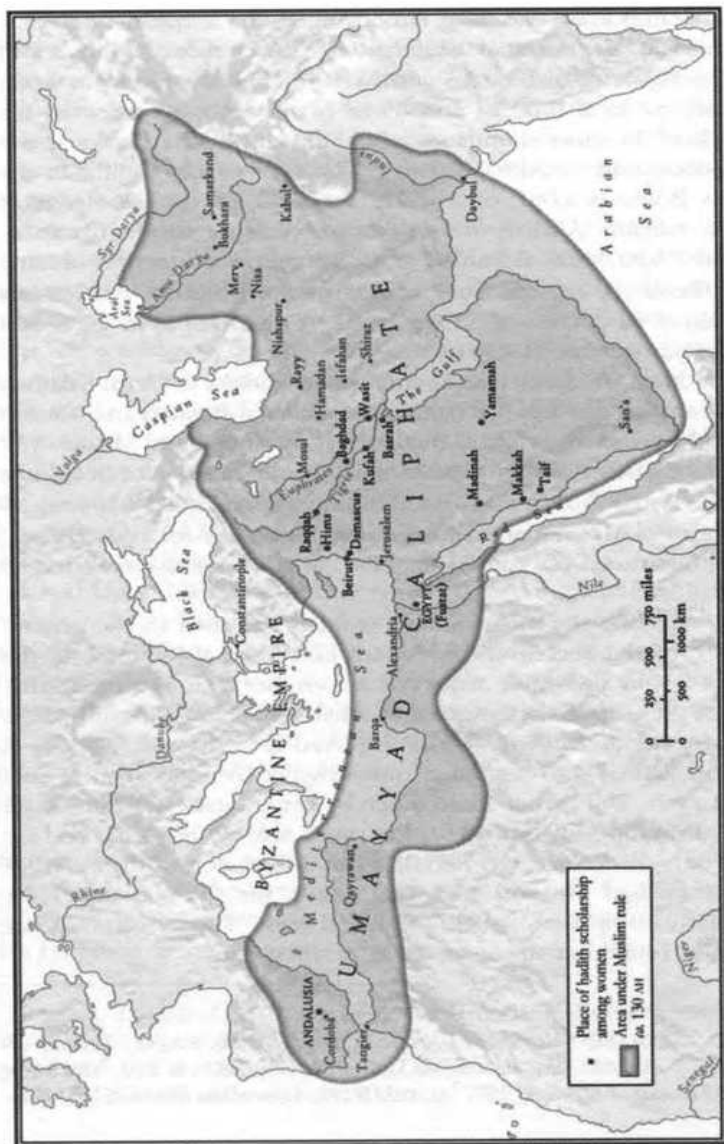 Rhine
Danube
Volga
Black Sea
Caspian Sea
Aral
Sea
Syr Darya
Amu Darya
Samarkand
Bukhara
Merv
Nisa
Kabul
Nishapur
Indus
Constantinople
BYZANTINE EMPIRE
Rayy
Hamadan
Isfahan
Shiraz
Mosul
Euphrates
Tigris
Baghdad
Wasit
Kufah
Basrah
The Gulf
Daybul
Raqqah
Hims
Damascus
Beirut
Jerusalem
Mediterranean Sea
ANDALUSIA
Cordoba
Tangier
Qayrawan
Barqa
Alexandria
EGYPT
(Fustat)
UMAYYAD CALIPHATE
Madinah
Yamamah
Makkah
Taif
Red Sea
San'a
Nile
Arabian
Sea
Niger
Senegal
Place of ḥadith scholarship
among women
Area under Muslim rule
ca. 130 AH
0 250 500 750 miles
0 500 1000 km